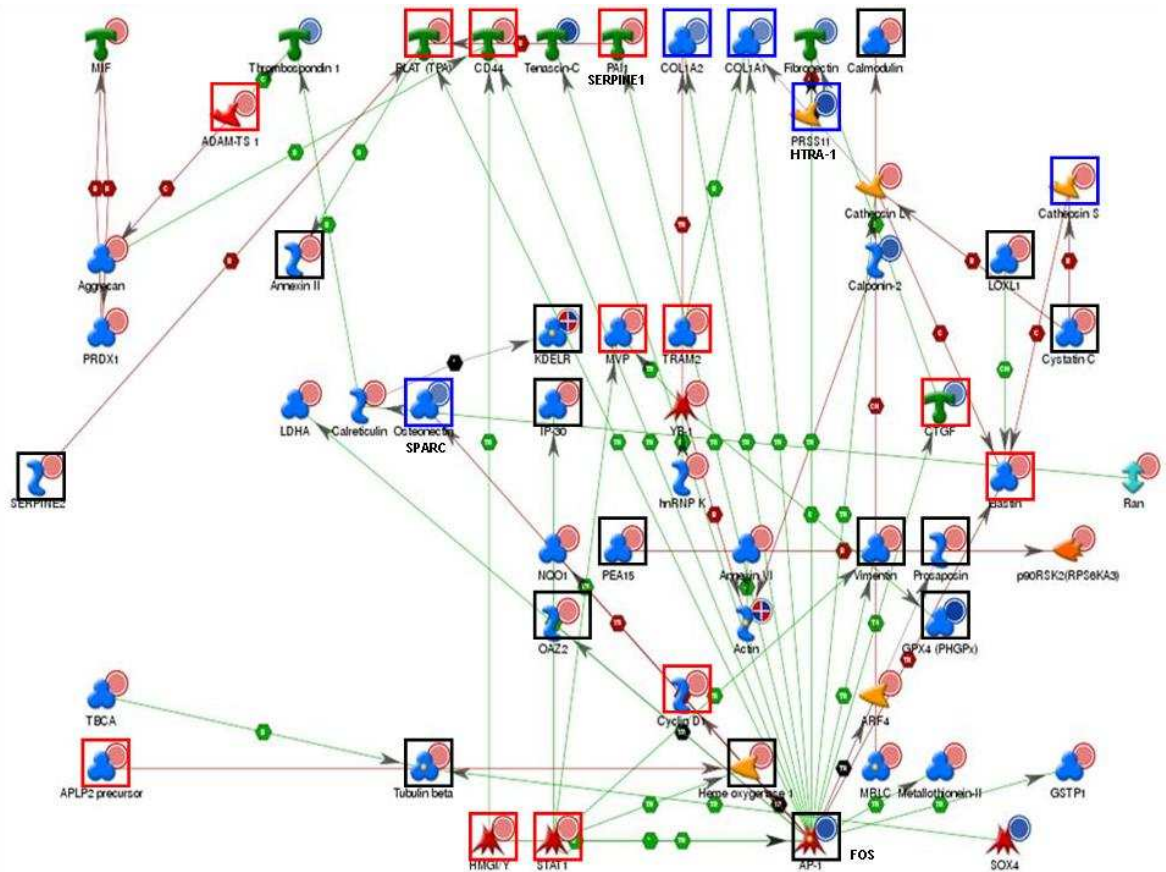 MIF
Thrombospondin 1
PLAT (TPA)
CD44
Tenascin-C
PAI1
COL1A2
COL1A1
Fibronectin
Calmodulin
SERPINE1
ADAM-TS 1
PRSS11
HTRA-1
Cathepsin L
Cathepsin S
Aggrecan
Annexin II
Calponin-2
LOXL1
PRDX1
KDELR
MVP
TRAM2
Cystatin C
LDHA
Calreticulin
Osteonectin
IP-30
YB-1
CTGF
SPARC
SERPINE2
hnRNP K
Elastin
Ran
NQO1
PEA15
Annexin VI
Vimentin
Prosaposin
p90RSK2(RPS6KA3)
OAZ2
Actin
GPX4 (PHGPx)
TBCA
Cyclin D1
ARF4
APLP2 precursor
Tubulin beta
Heme oxygenase 1
MRLC
Metallothionein-II
GSTP1
HMGI/Y
STAT1
AP-1
FOS
SOX4